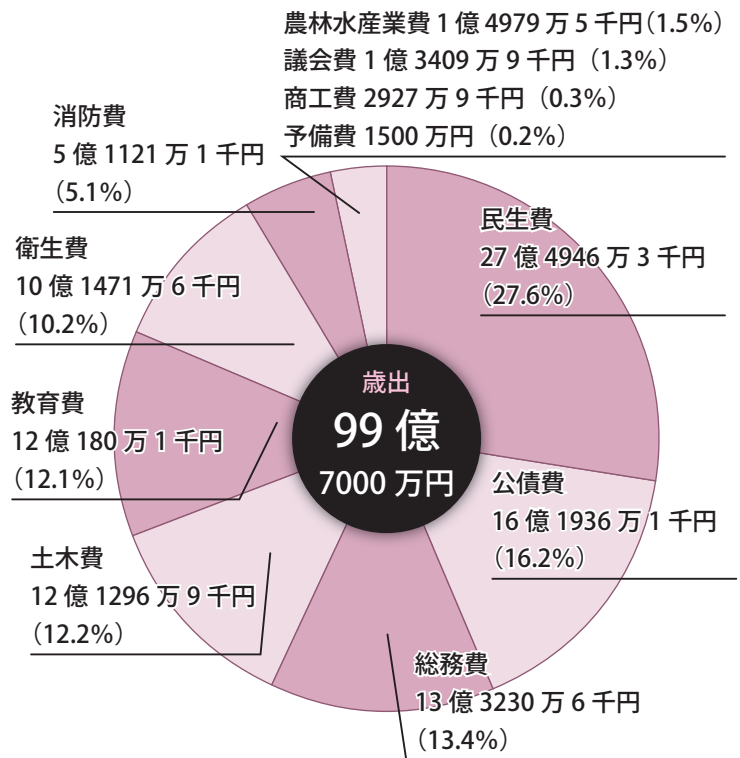 農林水産業費 1 億 4979 万 5 千円(1.5%)
議会費 1 億 3409 万 9 千円（1.3%）
商工費 2927 万 9 千円（0.3%）
予備費 1500 万円（0.2%）
消防費
5 億 1121 万 1 千円
（5.1%）
民生費
27 億 4946 万 3 千円
（27.6%）
衛生費
10 億 1471 万 6 千円
（10.2%）
歳出
99 億
7000 万円
教育費
12 億 180 万 1 千円
（12.1%）
公債費
16 億 1936 万 1 千円
（16.2%）
土木費
12 億 1296 万 9 千円
（12.2%）
総務費
13 億 3230 万 6 千円
（13.4%）